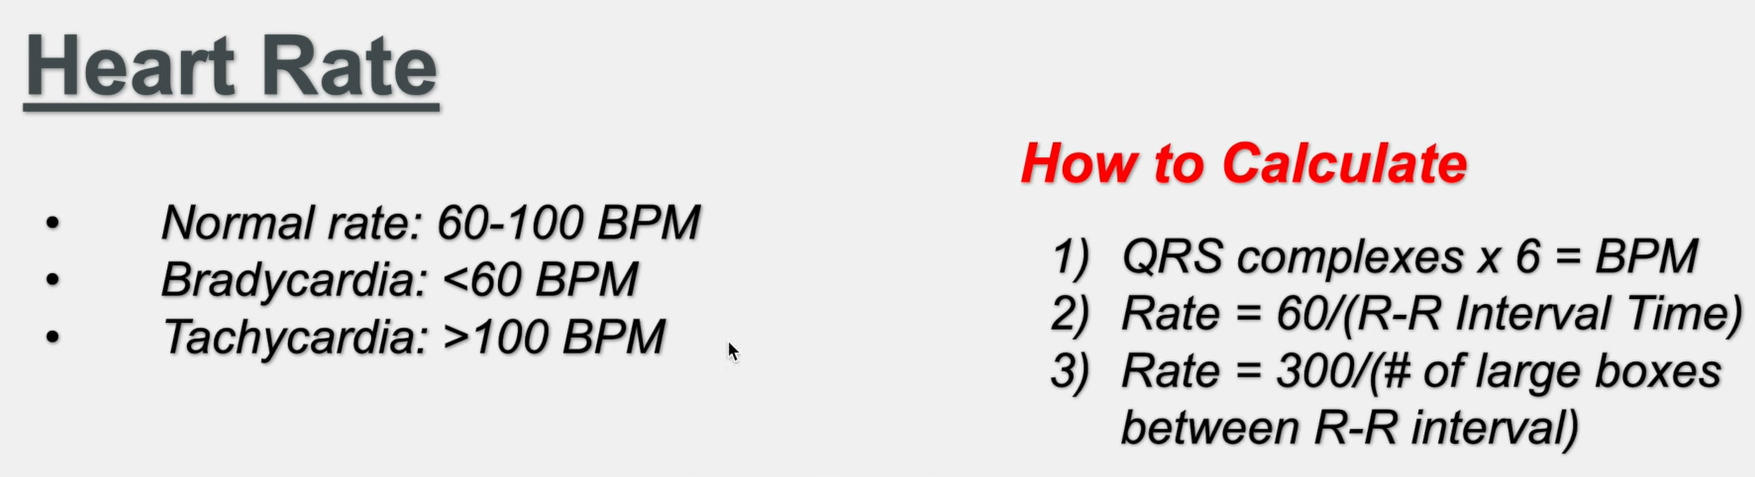 Heart Rate
• Normal rate: 60-100 BPM
• Bradycardia: <60 BPM
• Tachycardia: >100 BPM
How to Calculate
1) QRS complexes x 6 = BPM
2) Rate = 60/(R-R Interval Time)
3) Rate = 300/(# of large boxes
between R-R interval)